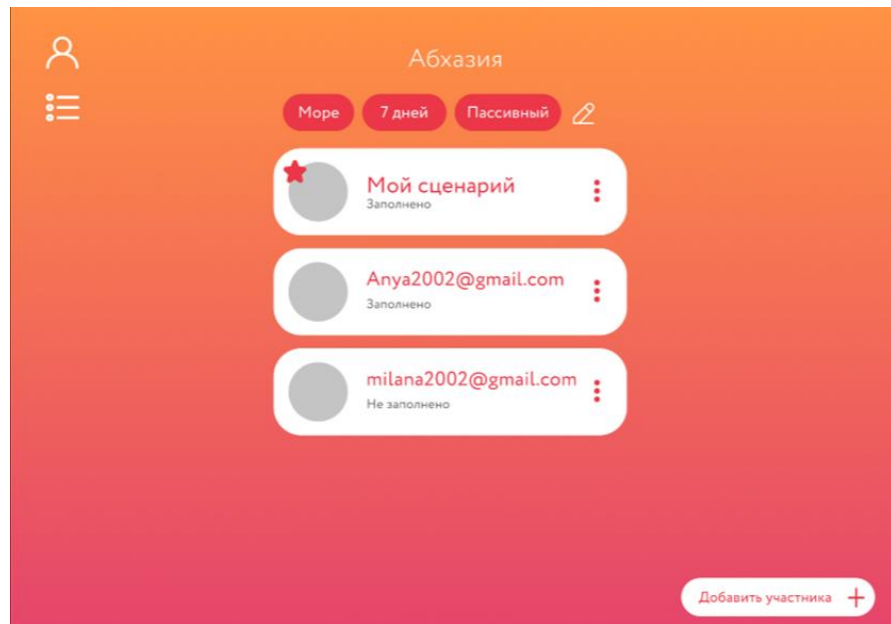 Абхазия
Море 7 дней Пассивный
Мой сценарий
Заполнено
Anya2002@gmail.com
Заполнено
milana2002@gmail.com
Не заполнено
Добавить участника